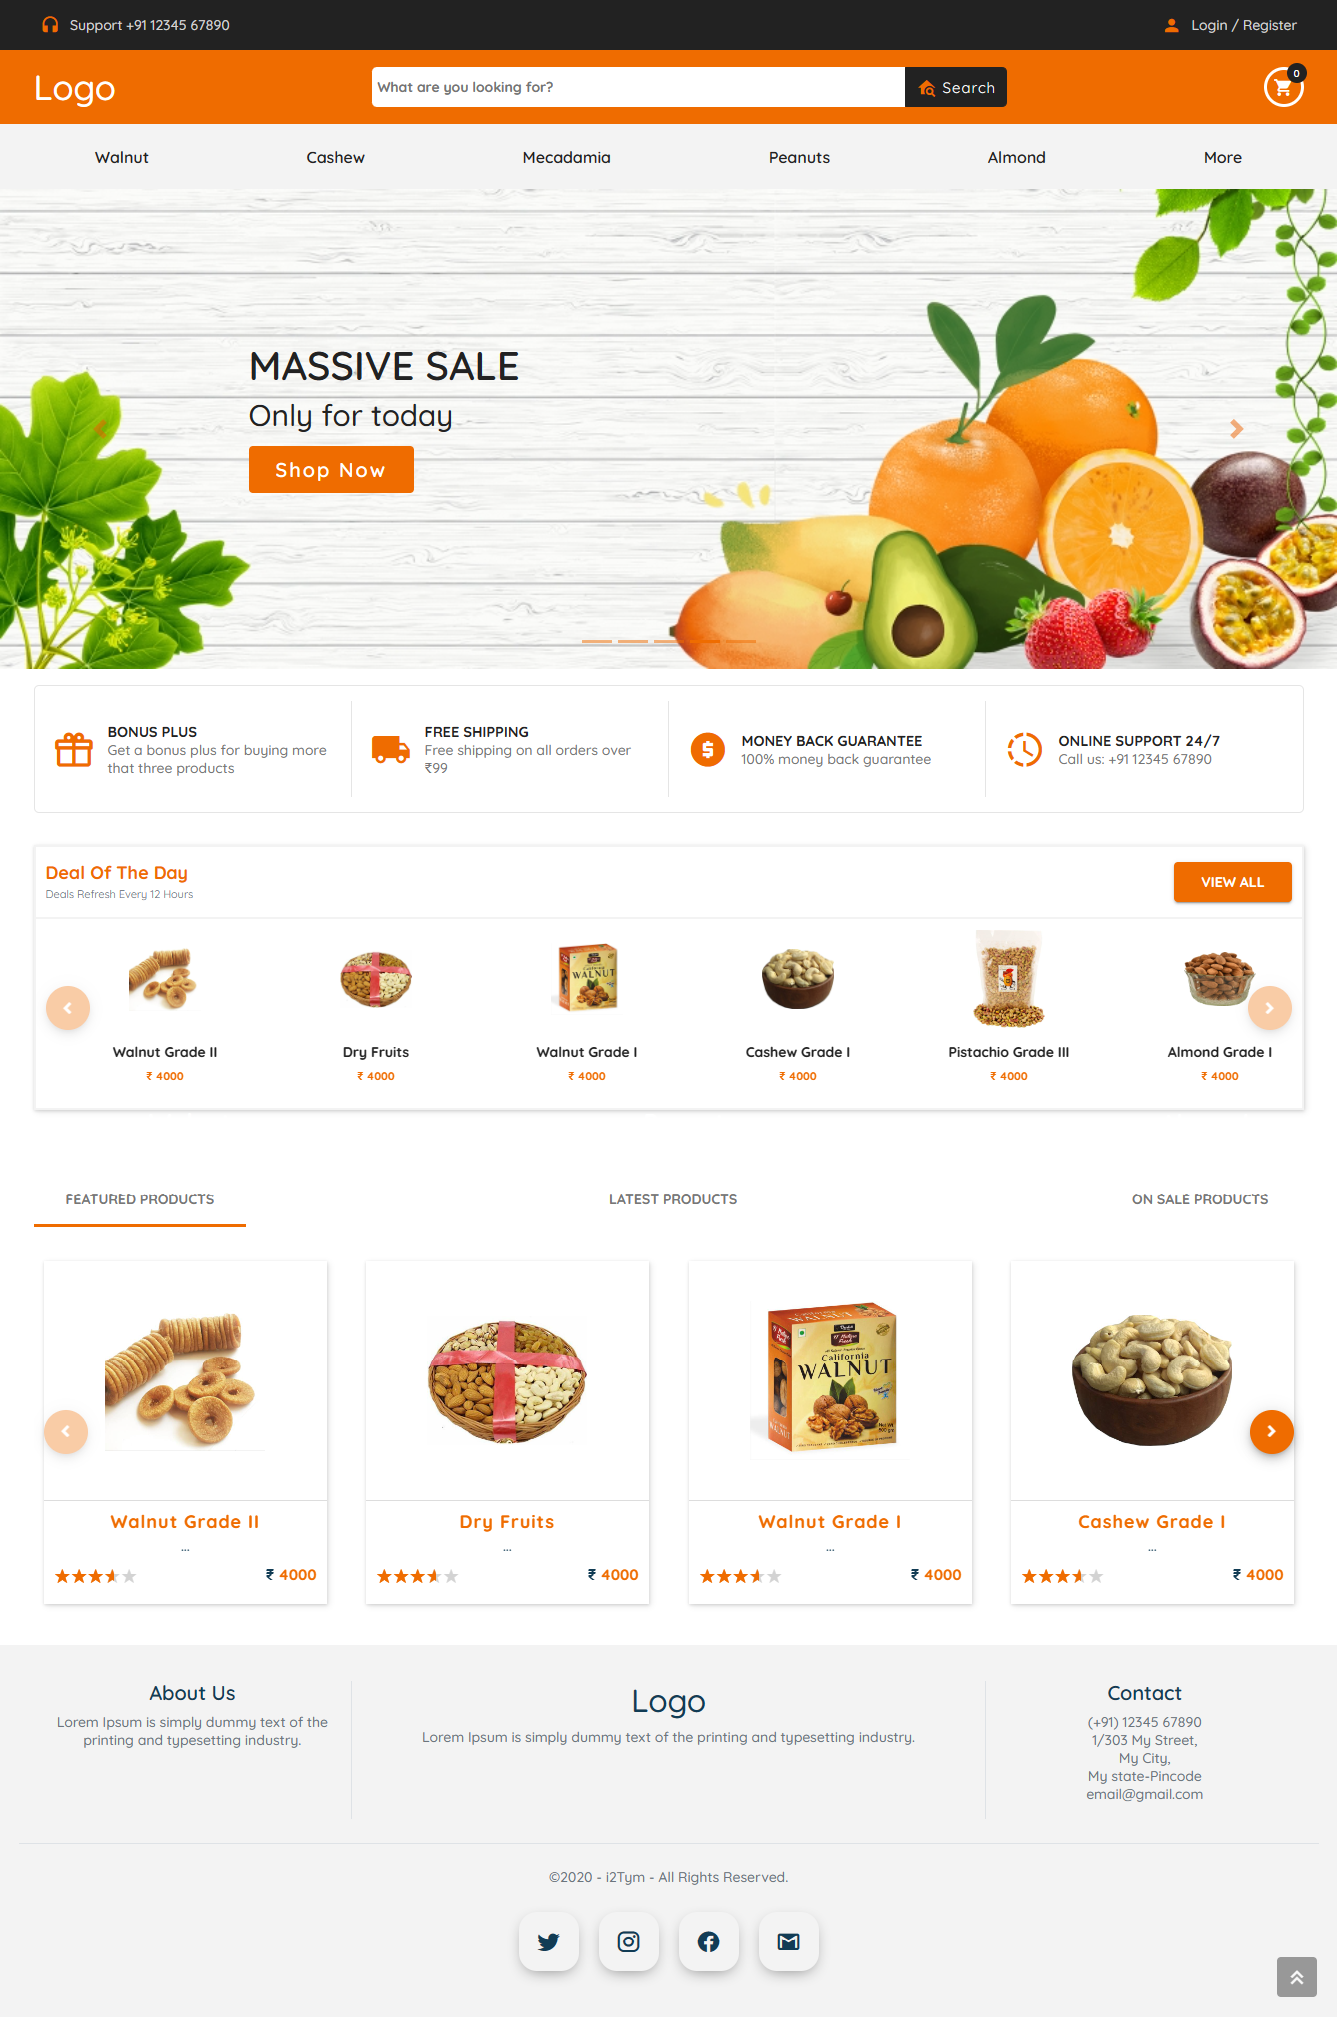 Support +91 12345 67890
Login / Register
Logo
What are you looking for?
Search
0
Walnut
Cashew
Mecadamia
Peanuts
Almond
More
MASSIVE SALE
Only for today
Shop Now
BONUS PLUS
Get a bonus plus for buying more
that three products
FREE SHIPPING
Free shipping on all orders over
₹99
MONEY BACK GUARANTEE
100% money back guarantee
ONLINE SUPPORT 24/7
Call us: +91 12345 67890
Deal Of The Day
Deals Refresh Every 12 Hours
VIEW ALL
WALNUT
Walnut Grade II
Dry Fruits
Walnut Grade I
Cashew Grade I
Pistachio Grade III
Almond Grade I
₹ 4000
₹ 4000
₹ 4000
₹ 4000
₹ 4000
₹ 4000
FEATURED PRODUCTS
LATEST PRODUCTS
ON SALE PRODUCTS
California
WALNUT
Walnut Grade II
...
₹ 4000
Dry Fruits
...
₹ 4000
Walnut Grade I
...
₹ 4000
Cashew Grade I
...
₹ 4000
About Us
Lorem Ipsum is simply dummy text of the
printing and typesetting industry.
Logo
Lorem Ipsum is simply dummy text of the printing and typesetting industry.
Contact
(+91) 12345 67890
1/303 My Street,
My City,
My state-Pincode
email@gmail.com
©2020 - i2Tym - All Rights Reserved.